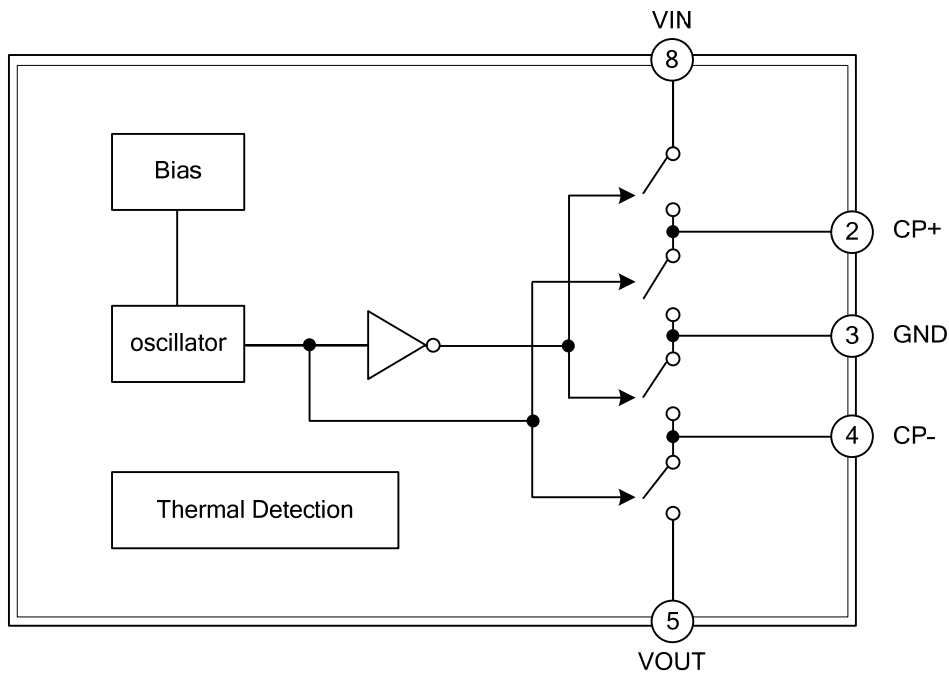 VIN
8
Bias
2
CP+
oscillator
3
GND
4
CP-
Thermal Detection
5
VOUT